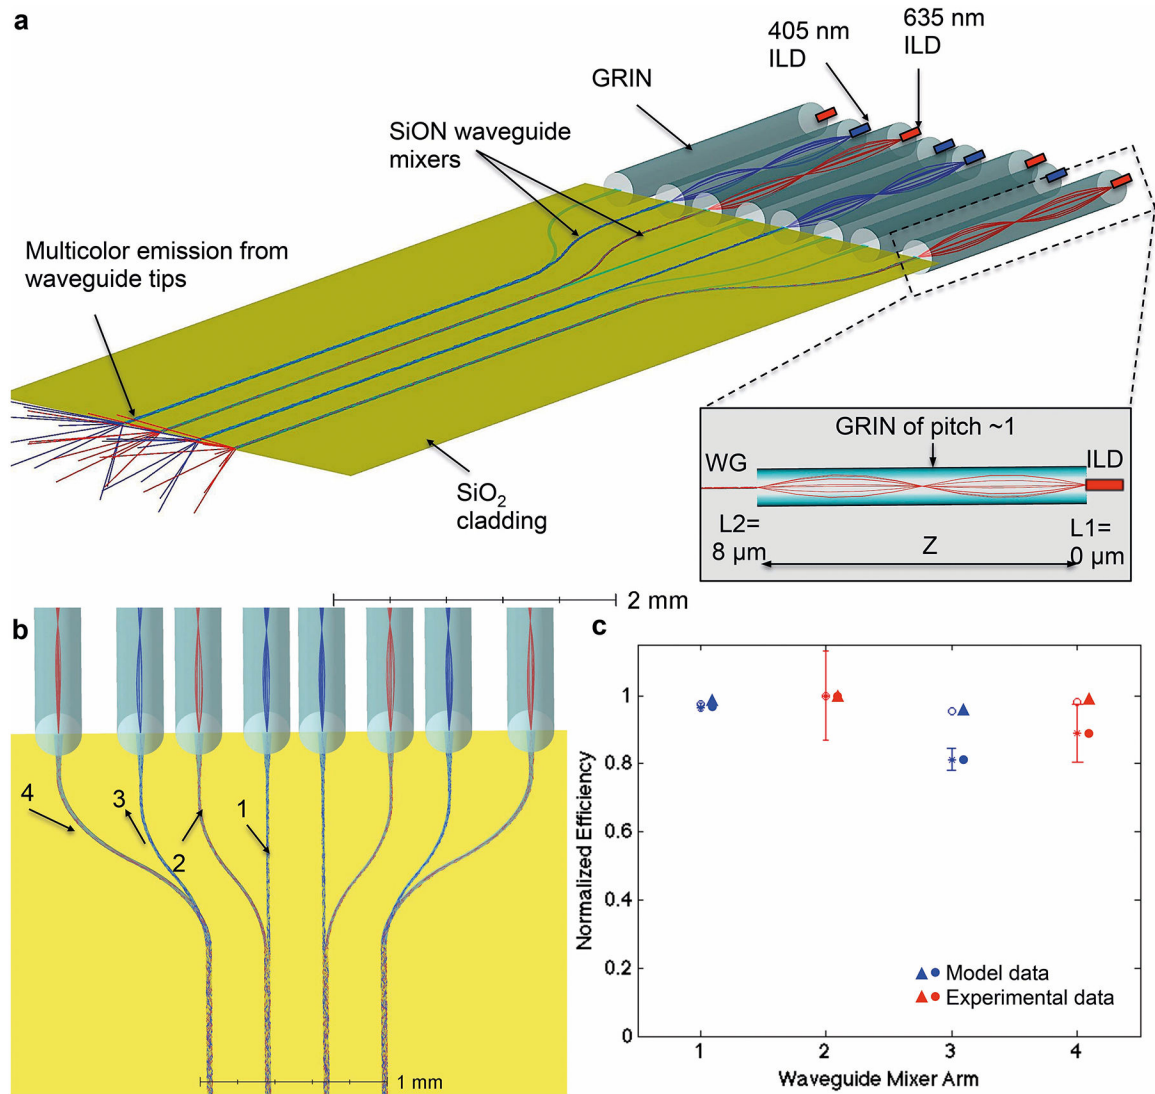 a
635 nm
ILD
405 nm
ILD
GRIN
SiON waveguide
mixers
Multicolor emission from
waveguide tips
SiO2
cladding
GRIN of pitch ~1
WG
ILD
L2=
8 µm
Z
L1=
0 µm
2 mm
b
4
3
2
1
1 mm
c
Normalized Efficiency
1
0.8
0.6
0.4
0.2
0
Model data
Experimental data
1 2 3 4
Waveguide Mixer Arm